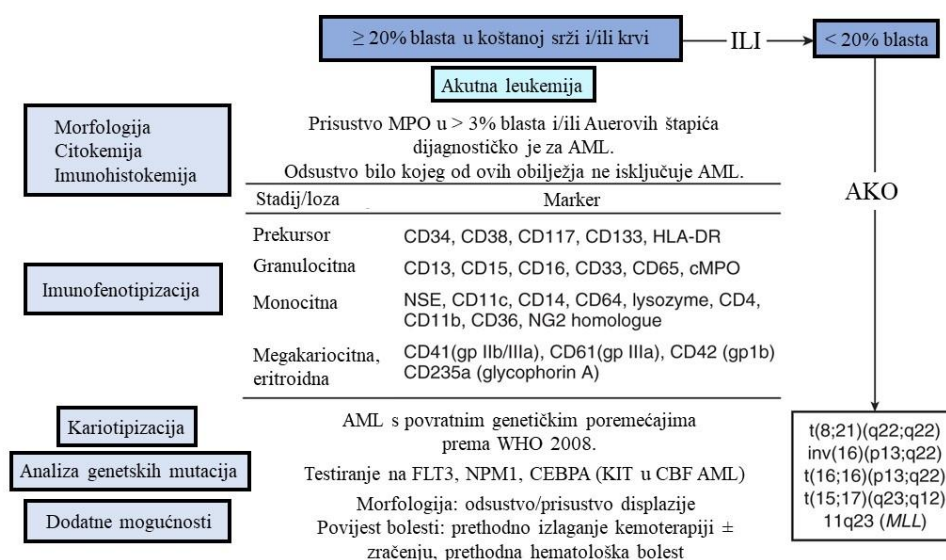 ≥ 20% blasta u koštanoj srži i/ili krvi
ILI
< 20% blasta
Akutna leukemija
Morfologija
Citokemija
Imunohistokemija
Prisustvo MPO u > 3% blasta i/ili Auerovih štapića
dijagnostičko je za AML.
Odsustvo bilo kojeg od ovih obilježja ne isključuje AML.
AKO
Stadij/loza
Marker
Imunofenotipizacija
Prekursor
CD34, CD38, CD117, CD133, HLA-DR
Granulocitna
CD13, CD15, CD16, CD33, CD65, cMPO
Monocitna
NSE, CD11c, CD14, CD64, lysozyme, CD4,
CD11b, CD36, NG2 homologue
Megakariocitna,
eritroidna
CD41(gp IIb/IIIa), CD61(gp IIIa), CD42 (gp1b)
CD235a (glycophorin A)
Kariotipizacija
AML s povratnim genetičkim poremećajima
prema WHO 2008.
Analiza genetskih mutacija
Testiranje na FLT3, NPM1, CEBPA (KIT u CBF AML)
Dodatne mogućnosti
Morfologija: odsustvo/prisustvo displazije
Povijest bolesti: prethodno izlaganje kemoterapiji ±
zračenju, prethodna hematološka bolest
t(8;21)(q22;q22)
inv(16)(p13;q22)
t(16;16)(p13;q22)
t(15;17)(q23;q12)
11q23 (MLL)